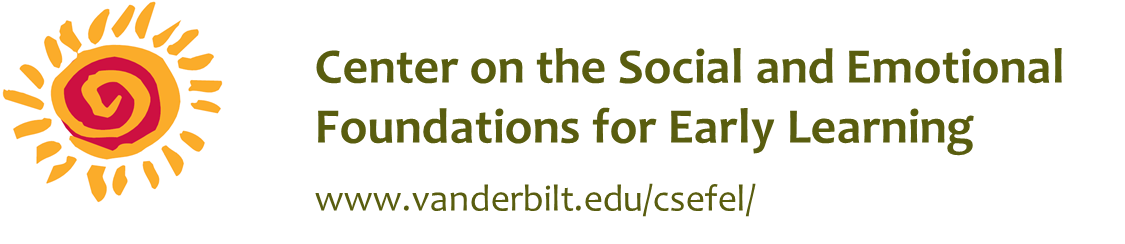 Center on the Social and Emotional
Foundations for Early Learning
www.vanderbilt.edu/csefel/